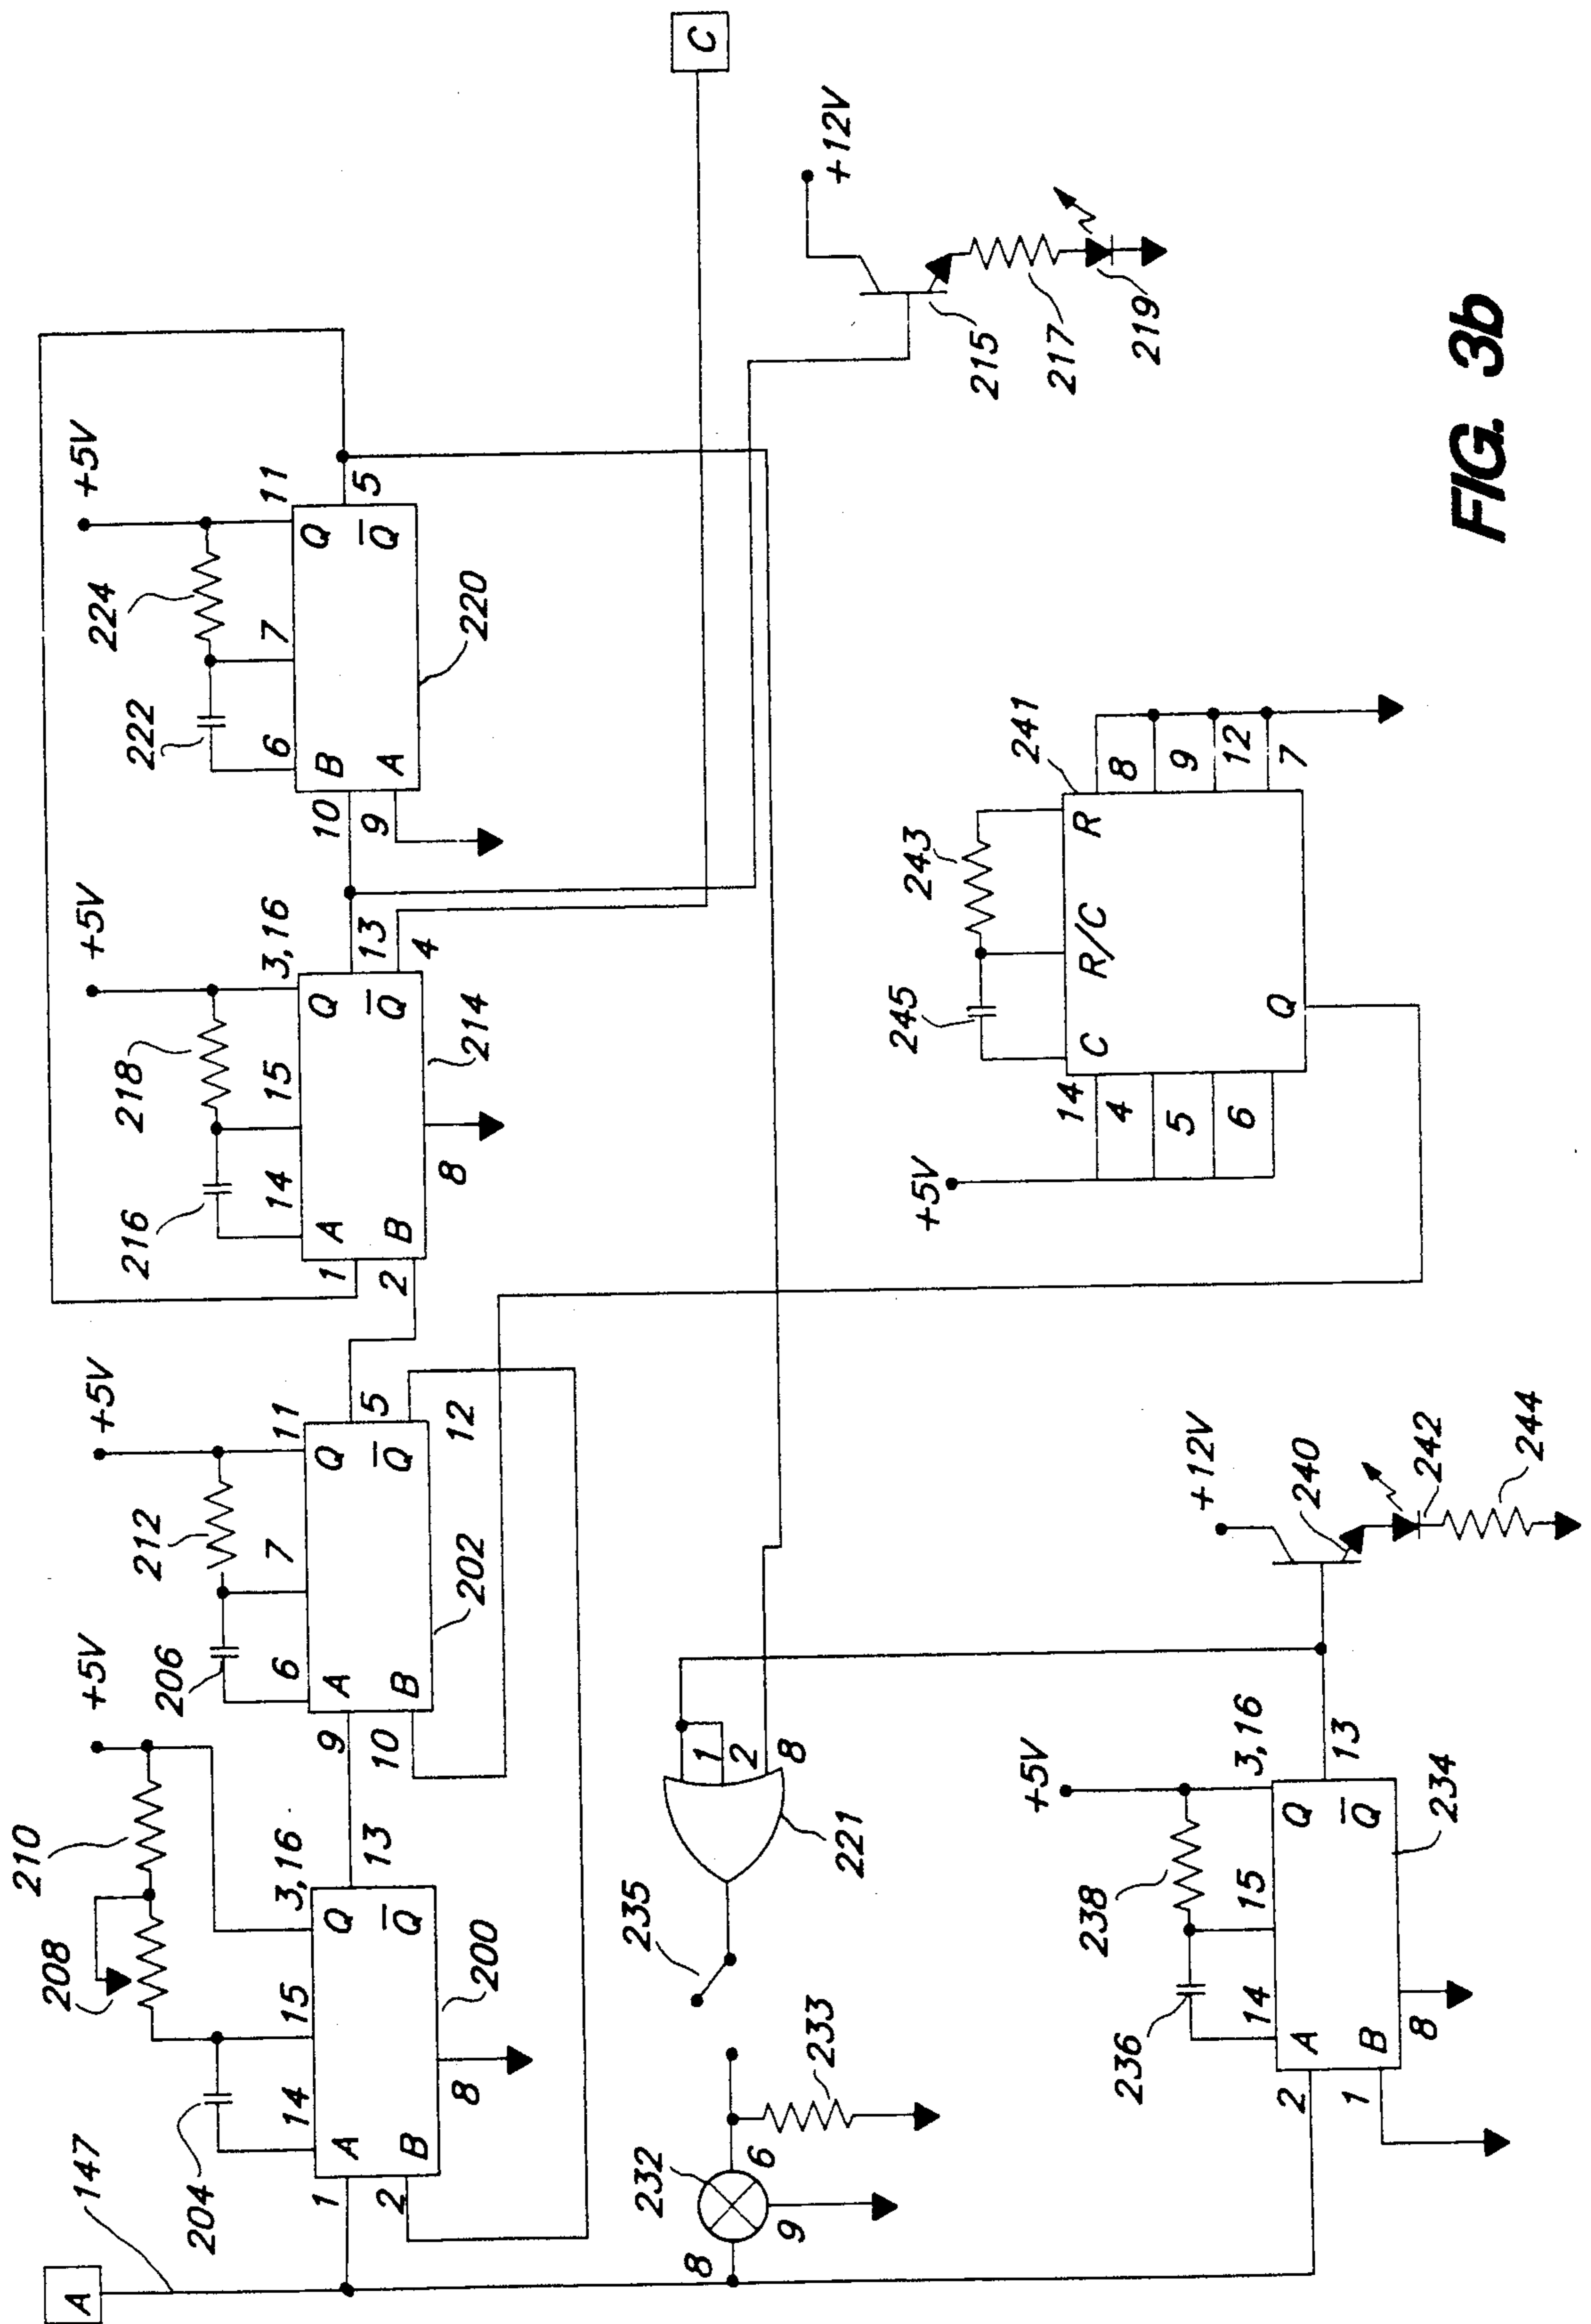 A
147
204
208
210
+5V
14
15
3,16
1
A
Q
13
2
B
Q
8
200
206
212
+5V
6
7
11
9
A
Q
5
10
B
Q
12
202
216
218
+5V
14
15
3,16
1
A
Q
13
2
B
Q
4
8
214
222
224
+5V
6
7
11
10
B
Q
5
9
A
Q
220
C
+12V
215
217
219
232
8
6
9
233
235
221
1
2
8
+5V
236
238
14
15
3,16
2
A
Q
13
1
B
Q
8
234
+12V
240
242
244
+5V
245
243
241
14
C
R/C
R
8
4
9
5
12
6
7
Q
FIG. 3b